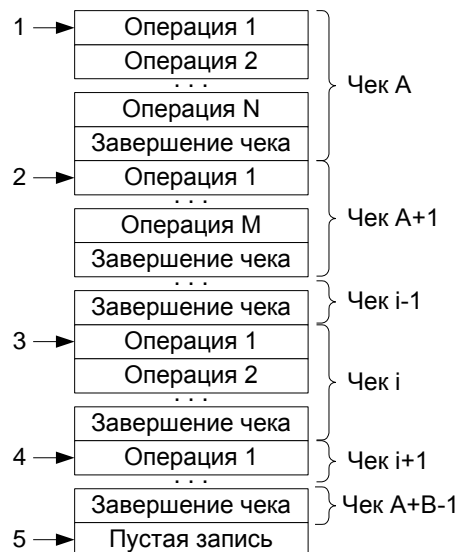 1 Операция 1
Операция 2
. . .
Операция N
Завершение чека
Чек A
2 Операция 1
. . .
Операция M
Завершение чека
Чек A+1
. . .
Завершение чека
Чек i-1
3 Операция 1
Операция 2
. . .
Завершение чека
Чек i
4 Операция 1
Чек i+1
. . .
Завершение чека
Чек A+B-1
5 Пустая запись